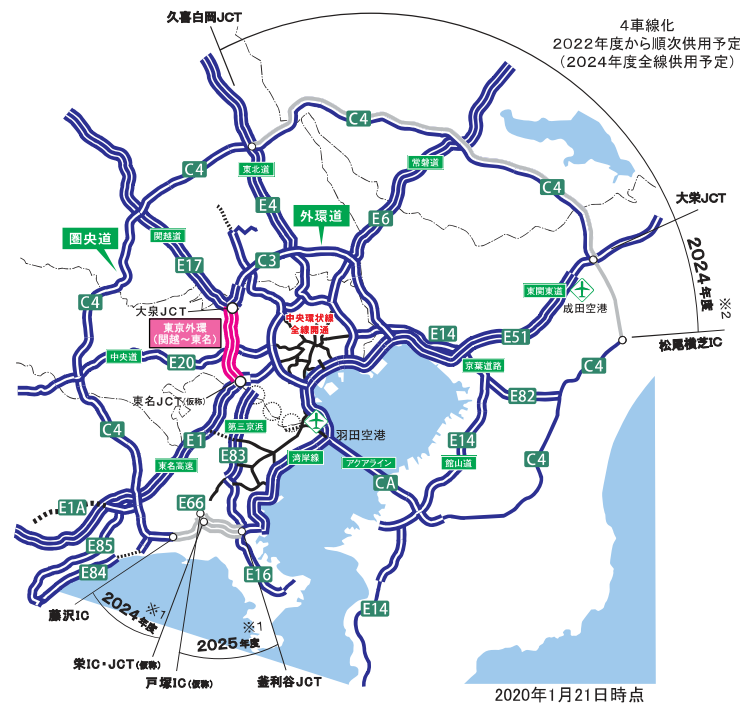 久喜白岡JCT
4車線化
2022年度から順次供用予定
（2024年度全線供用予定）
C4
C4
東北道
常磐道
C4
大栄JCT
E4
外環道
E6
圏央道
関越道
E17
C3
2024年度
※2
東関東道
成田空港
C4
大泉JCT
中央環状線
全線開通
E14
E51
松尾横芝IC
東京外環
（関越～東名）
中央道
E20
京葉道路
C4
E82
東名JCT(仮称)
C4
第三京浜
羽田空港
E1
E83
E14
東名高速
湾岸線
アクアライン
館山道
C4
CA
E1A
E66
E85
E84
E16
E14
藤沢IC
2024年度
※1
2025年度
※1
栄IC・JCT(仮称)
戸塚IC(仮称)
釜利谷JCT
2020年1月21日時点